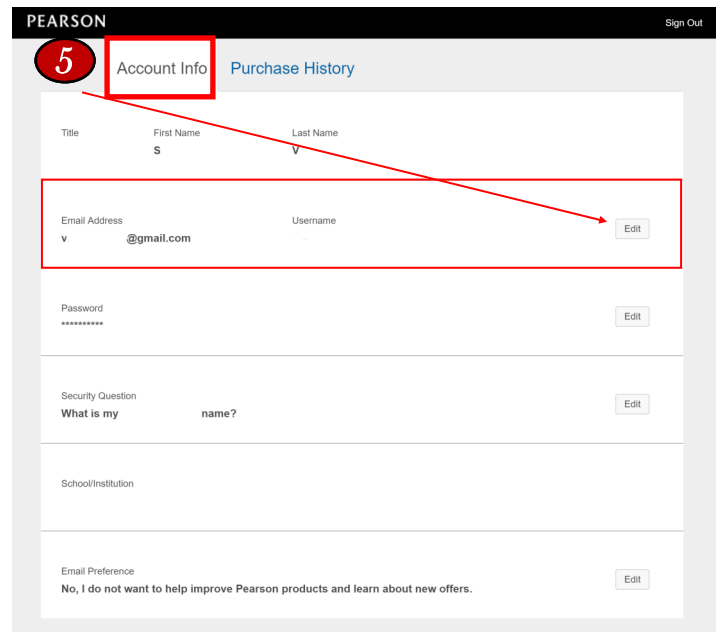 PEARSON Sign Out
5 Account Info Purchase History
Title First Name Last Name
S V
Email Address Username
v @gmail.com
Edit
Password
**********
Edit
Security Question
What is my name?
Edit
School/Institution
Email Preference
No, I do not want to help improve Pearson products and learn about new offers.
Edit